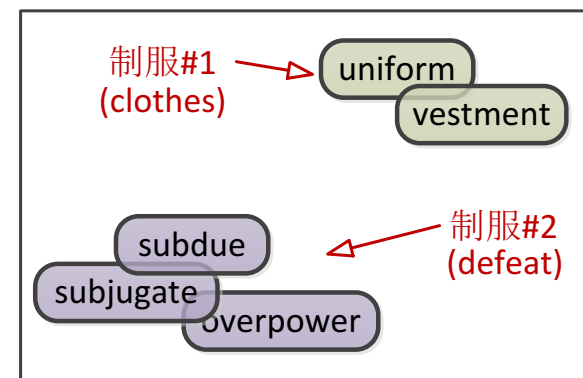 制服#1
(clothes)
uniform
vestment
subdue
subjugate
overpower
制服#2
(defeat)